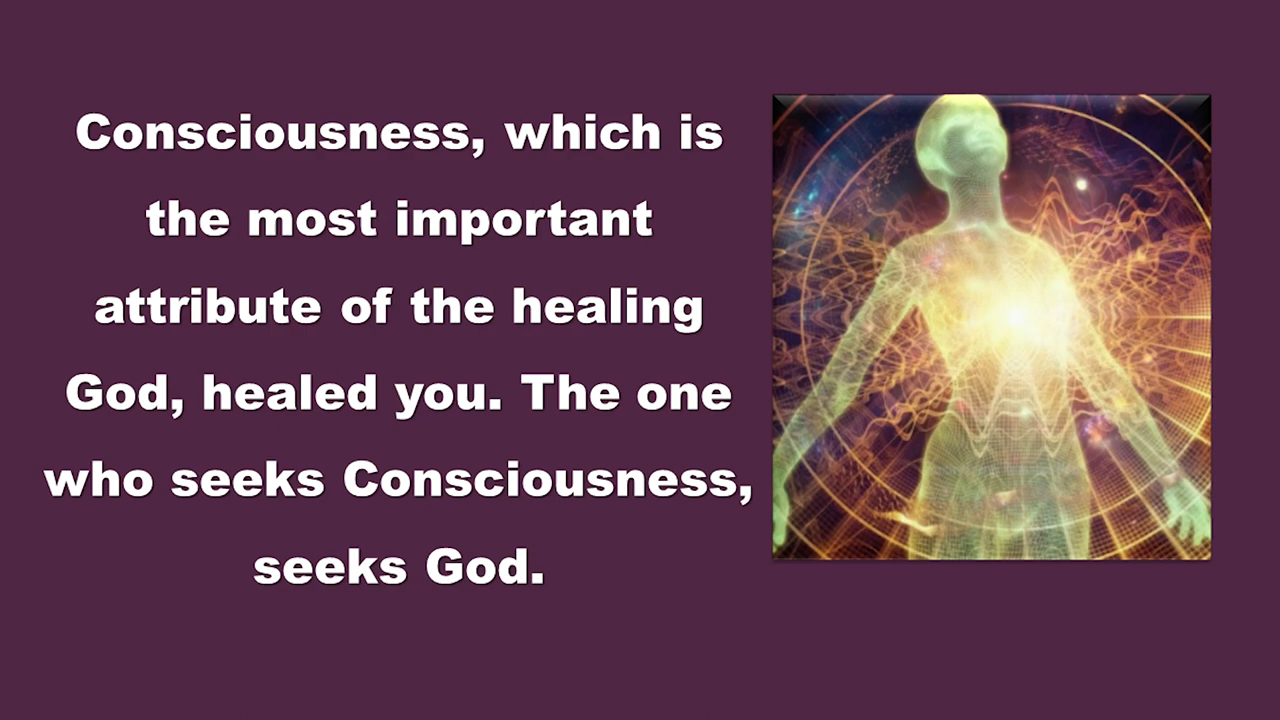 Consciousness, which is
the most important
attribute of the healing
God, healed you. The one
who seeks Consciousness,
seeks God.